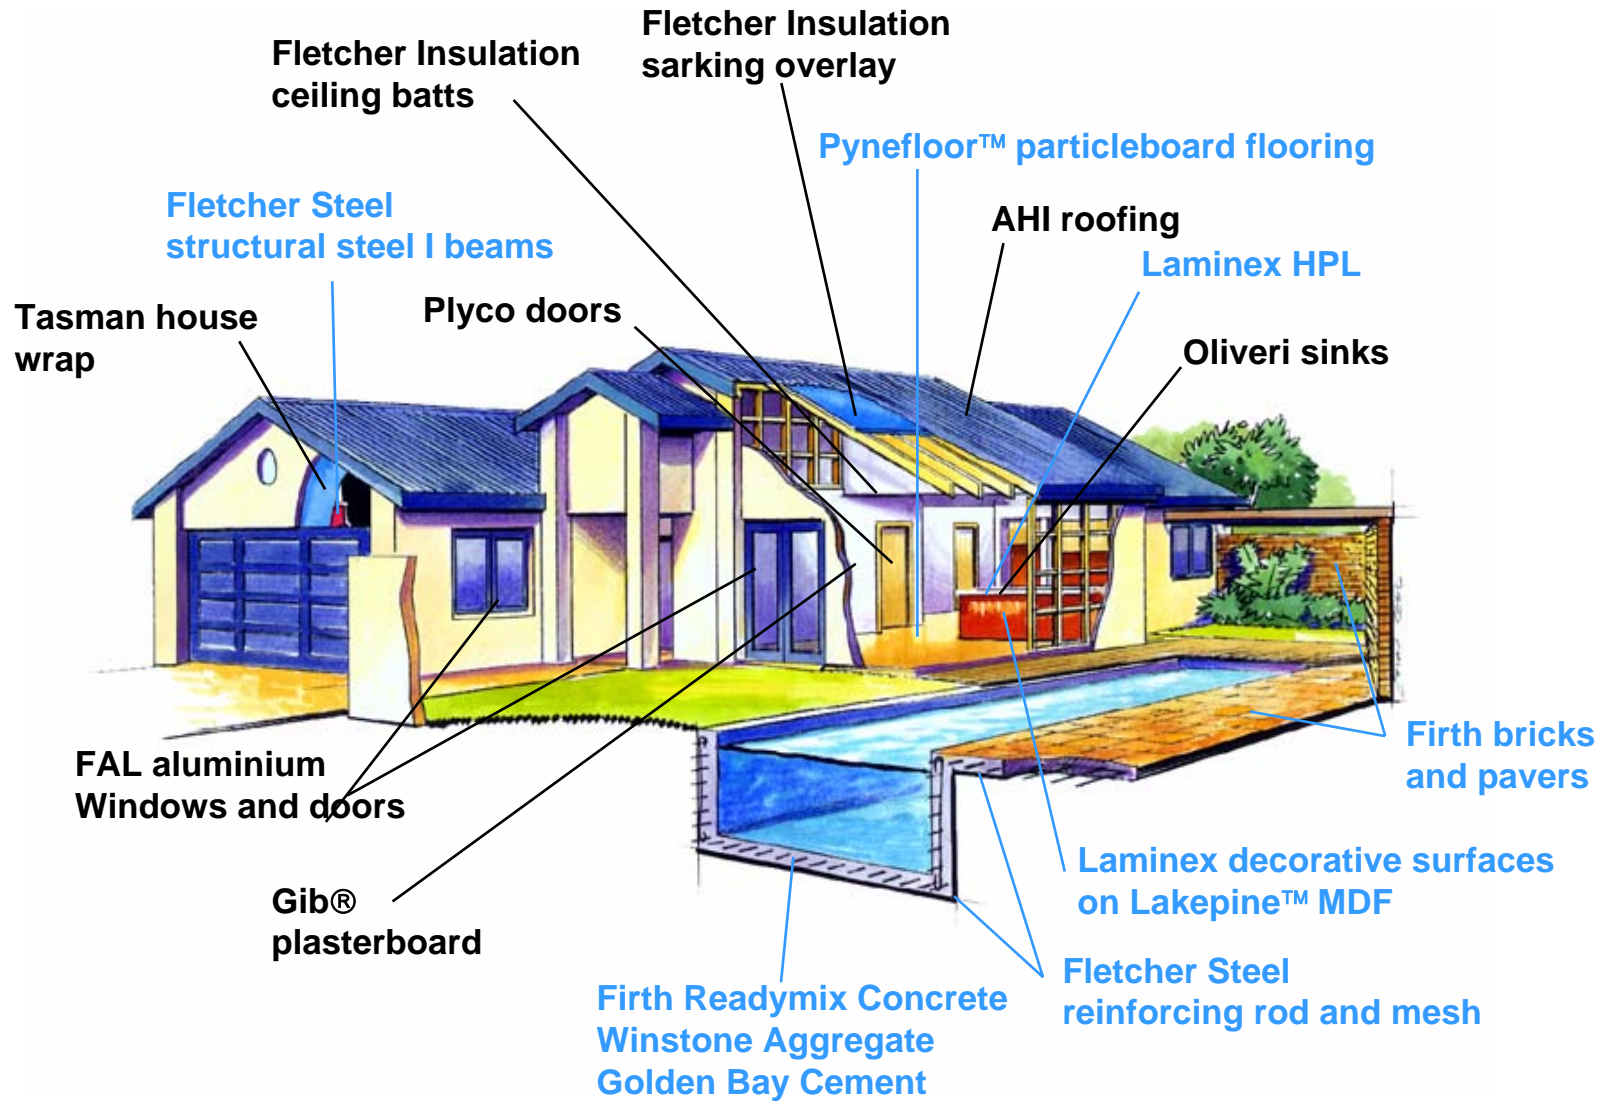 Fletcher Insulation
sarking overlay
Fletcher Insulation
ceiling batts
Pynefloor™ particleboard flooring
Fletcher Steel
structural steel I beams
AHI roofing
Laminex HPL
Tasman house
wrap
Plyco doors
Oliveri sinks
FAL aluminium
Windows and doors
Firth bricks
and pavers
Gib®
plasterboard
Laminex decorative surfaces
on Lakepine™ MDF
Fletcher Steel
reinforcing rod and mesh
Firth Readymix Concrete
Winstone Aggregate
Golden Bay Cement